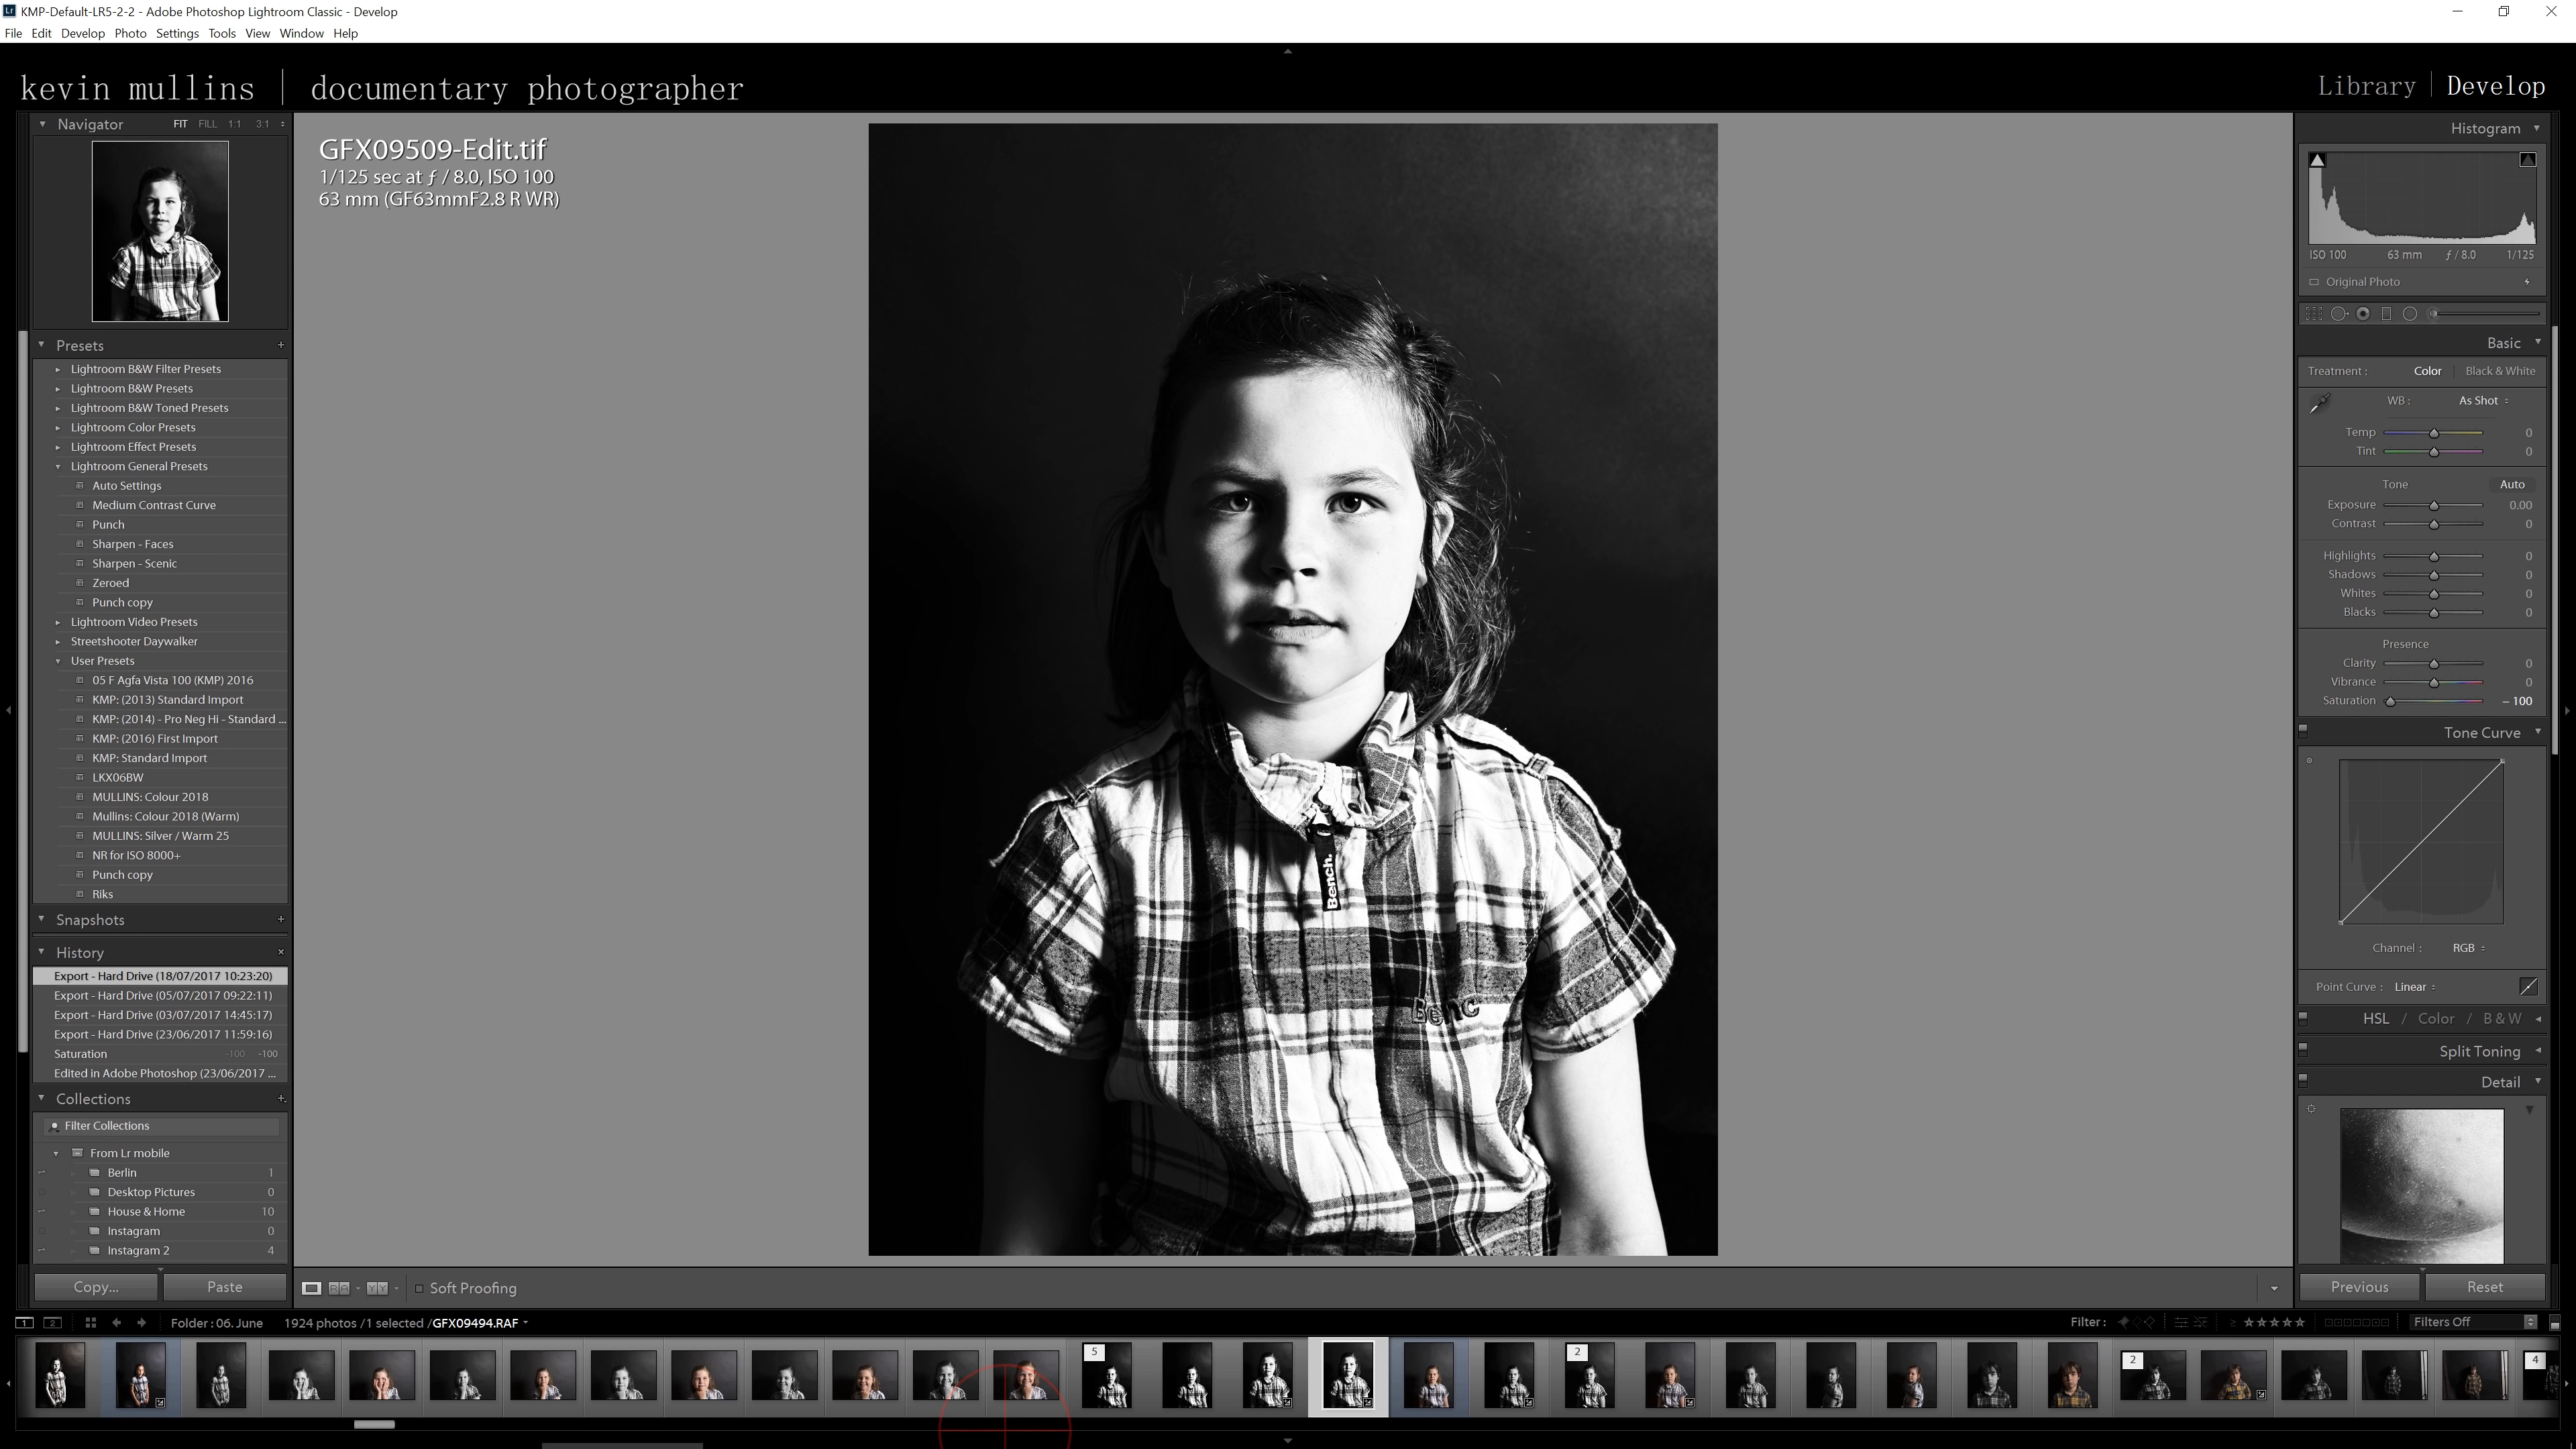 KMP-Default-LR5-2-2 - Adobe Photoshop Lightroom Classic - Develop
File Edit Develop Photo Settings Tools View Window Help
kevin mullins | documentary photographer
Library | Develop
Navigator FIT FILL 1:1 3:1
Presets
Lightroom B&W Filter Presets
Lightroom B&W Presets
Lightroom B&W Toned Presets
Lightroom Color Presets
Lightroom Effect Presets
Lightroom General Presets
Auto Settings
Medium Contrast Curve
Punch
Sharpen - Faces
Sharpen - Scenic
Zeroed
Punch copy
Lightroom Video Presets
Streetshooter Daywalker
User Presets
05 F Agfa Vista 100 (KMP) 2016
KMP: (2013) Standard Import
KMP: (2014) - Pro Neg Hi - Standard ...
KMP: (2016) First Import
KMP: Standard Import
LKX06BW
MULLINS: Colour 2018
Mullins: Colour 2018 (Warm)
MULLINS: Silver / Warm 25
NR for ISO 8000+
Punch copy
Riks
Snapshots
History
Export - Hard Drive (18/07/2017 10:23:20)
Export - Hard Drive (05/07/2017 09:22:11)
Export - Hard Drive (03/07/2017 14:45:17)
Export - Hard Drive (23/06/2017 11:59:16)
Saturation -100 -100
Edited in Adobe Photoshop (23/06/2017 ...
Collections
Filter Collections
From Lr mobile
Berlin 1
Desktop Pictures 0
House & Home 10
Instagram 0
Instagram 2 4
Copy... Paste
GFX09509-Edit.tif
1/125 sec at ƒ / 8.0, ISO 100
63 mm (GF63mmF2.8 R WR)
Bench.
Benc
Soft Proofing
Histogram
ISO 100 63 mm ƒ / 8.0 1/125
Original Photo
Basic
Treatment : Color Black & White
WB : As Shot
Temp 0
Tint 0
Tone Auto
Exposure 0.00
Contrast 0
Highlights 0
Shadows 0
Whites 0
Blacks 0
Presence
Clarity 0
Vibrance 0
Saturation – 100
Tone Curve
Channel : RGB
Point Curve : Linear
HSL / Color / B & W
Split Toning
Detail
Previous Reset
1 2 Folder : 06. June 1924 photos /1 selected /GFX09494.RAF
Filter : ≥ ★★★★★ Filters Off
5 2 2 4